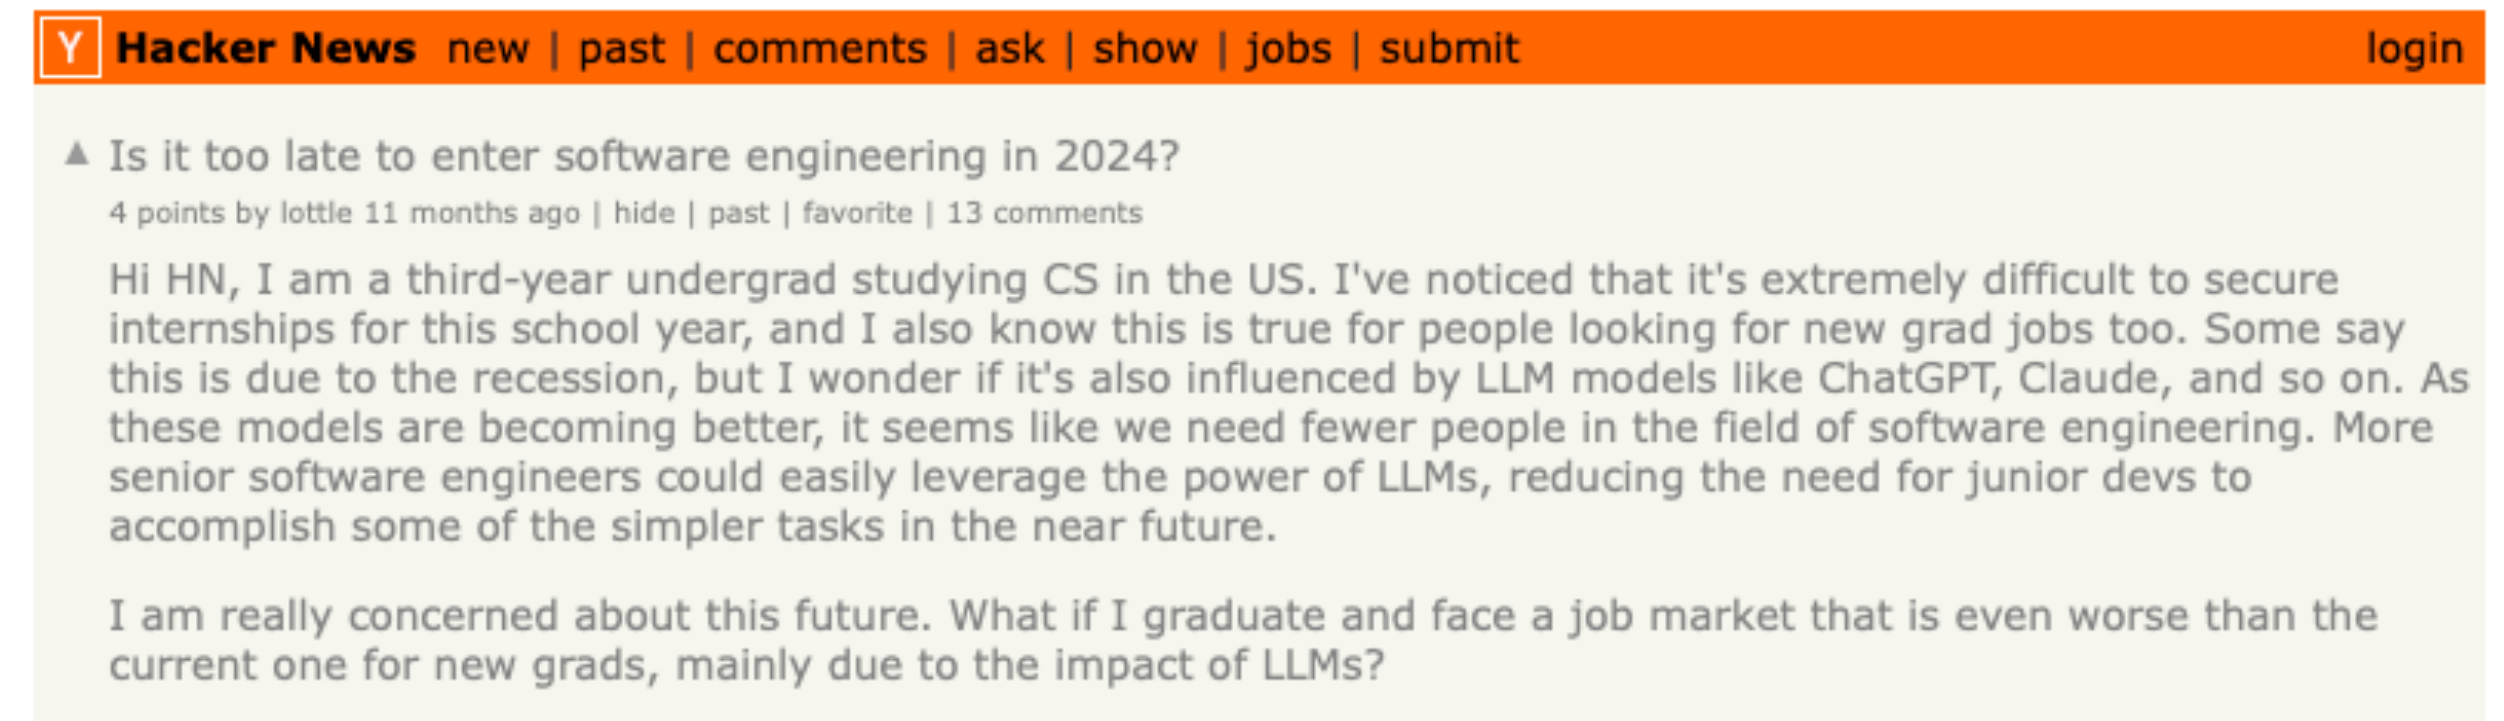 Y Hacker News new | past | comments | ask | show | jobs | submit login
▲ Is it too late to enter software engineering in 2024?
4 points by lottle 11 months ago | hide | past | favorite | 13 comments
Hi HN, I am a third-year undergrad studying CS in the US. I've noticed that it's extremely difficult to secure
internships for this school year, and I also know this is true for people looking for new grad jobs too. Some say
this is due to the recession, but I wonder if it's also influenced by LLM models like ChatGPT, Claude, and so on. As
these models are becoming better, it seems like we need fewer people in the field of software engineering. More
senior software engineers could easily leverage the power of LLMs, reducing the need for junior devs to
accomplish some of the simpler tasks in the near future.
I am really concerned about this future. What if I graduate and face a job market that is even worse than the
current one for new grads, mainly due to the impact of LLMs?